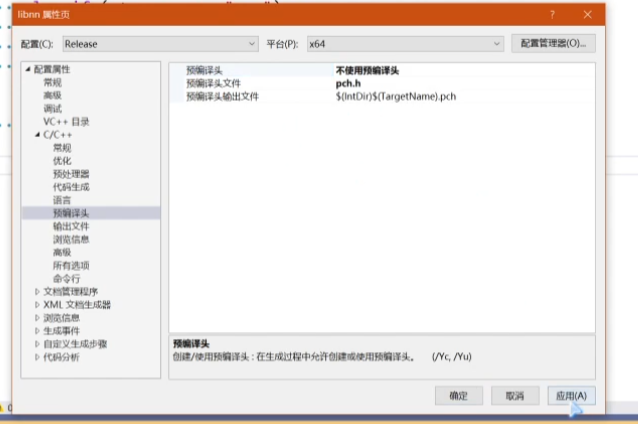 libnn 属性页
?
×
配置(C):
Release
平台(P):
x64
配置管理器(O)...
配置属性
常规
高级
调试
VC++ 目录
C/C++
常规
优化
预处理器
代码生成
语言
预编译头
输出文件
浏览信息
高级
所有选项
命令行
文档管理程序
XML 文档生成器
浏览信息
生成事件
自定义生成步骤
代码分析
预编译头
不使用预编译头
预编译头文件
pch.h
预编译头输出文件
$(IntDir)$(TargetName).pch
预编译头
创建/使用预编译头 : 在生成过程中允许创建或使用预编译头。 (/Yc, /Yu)
确定
取消
应用(A)